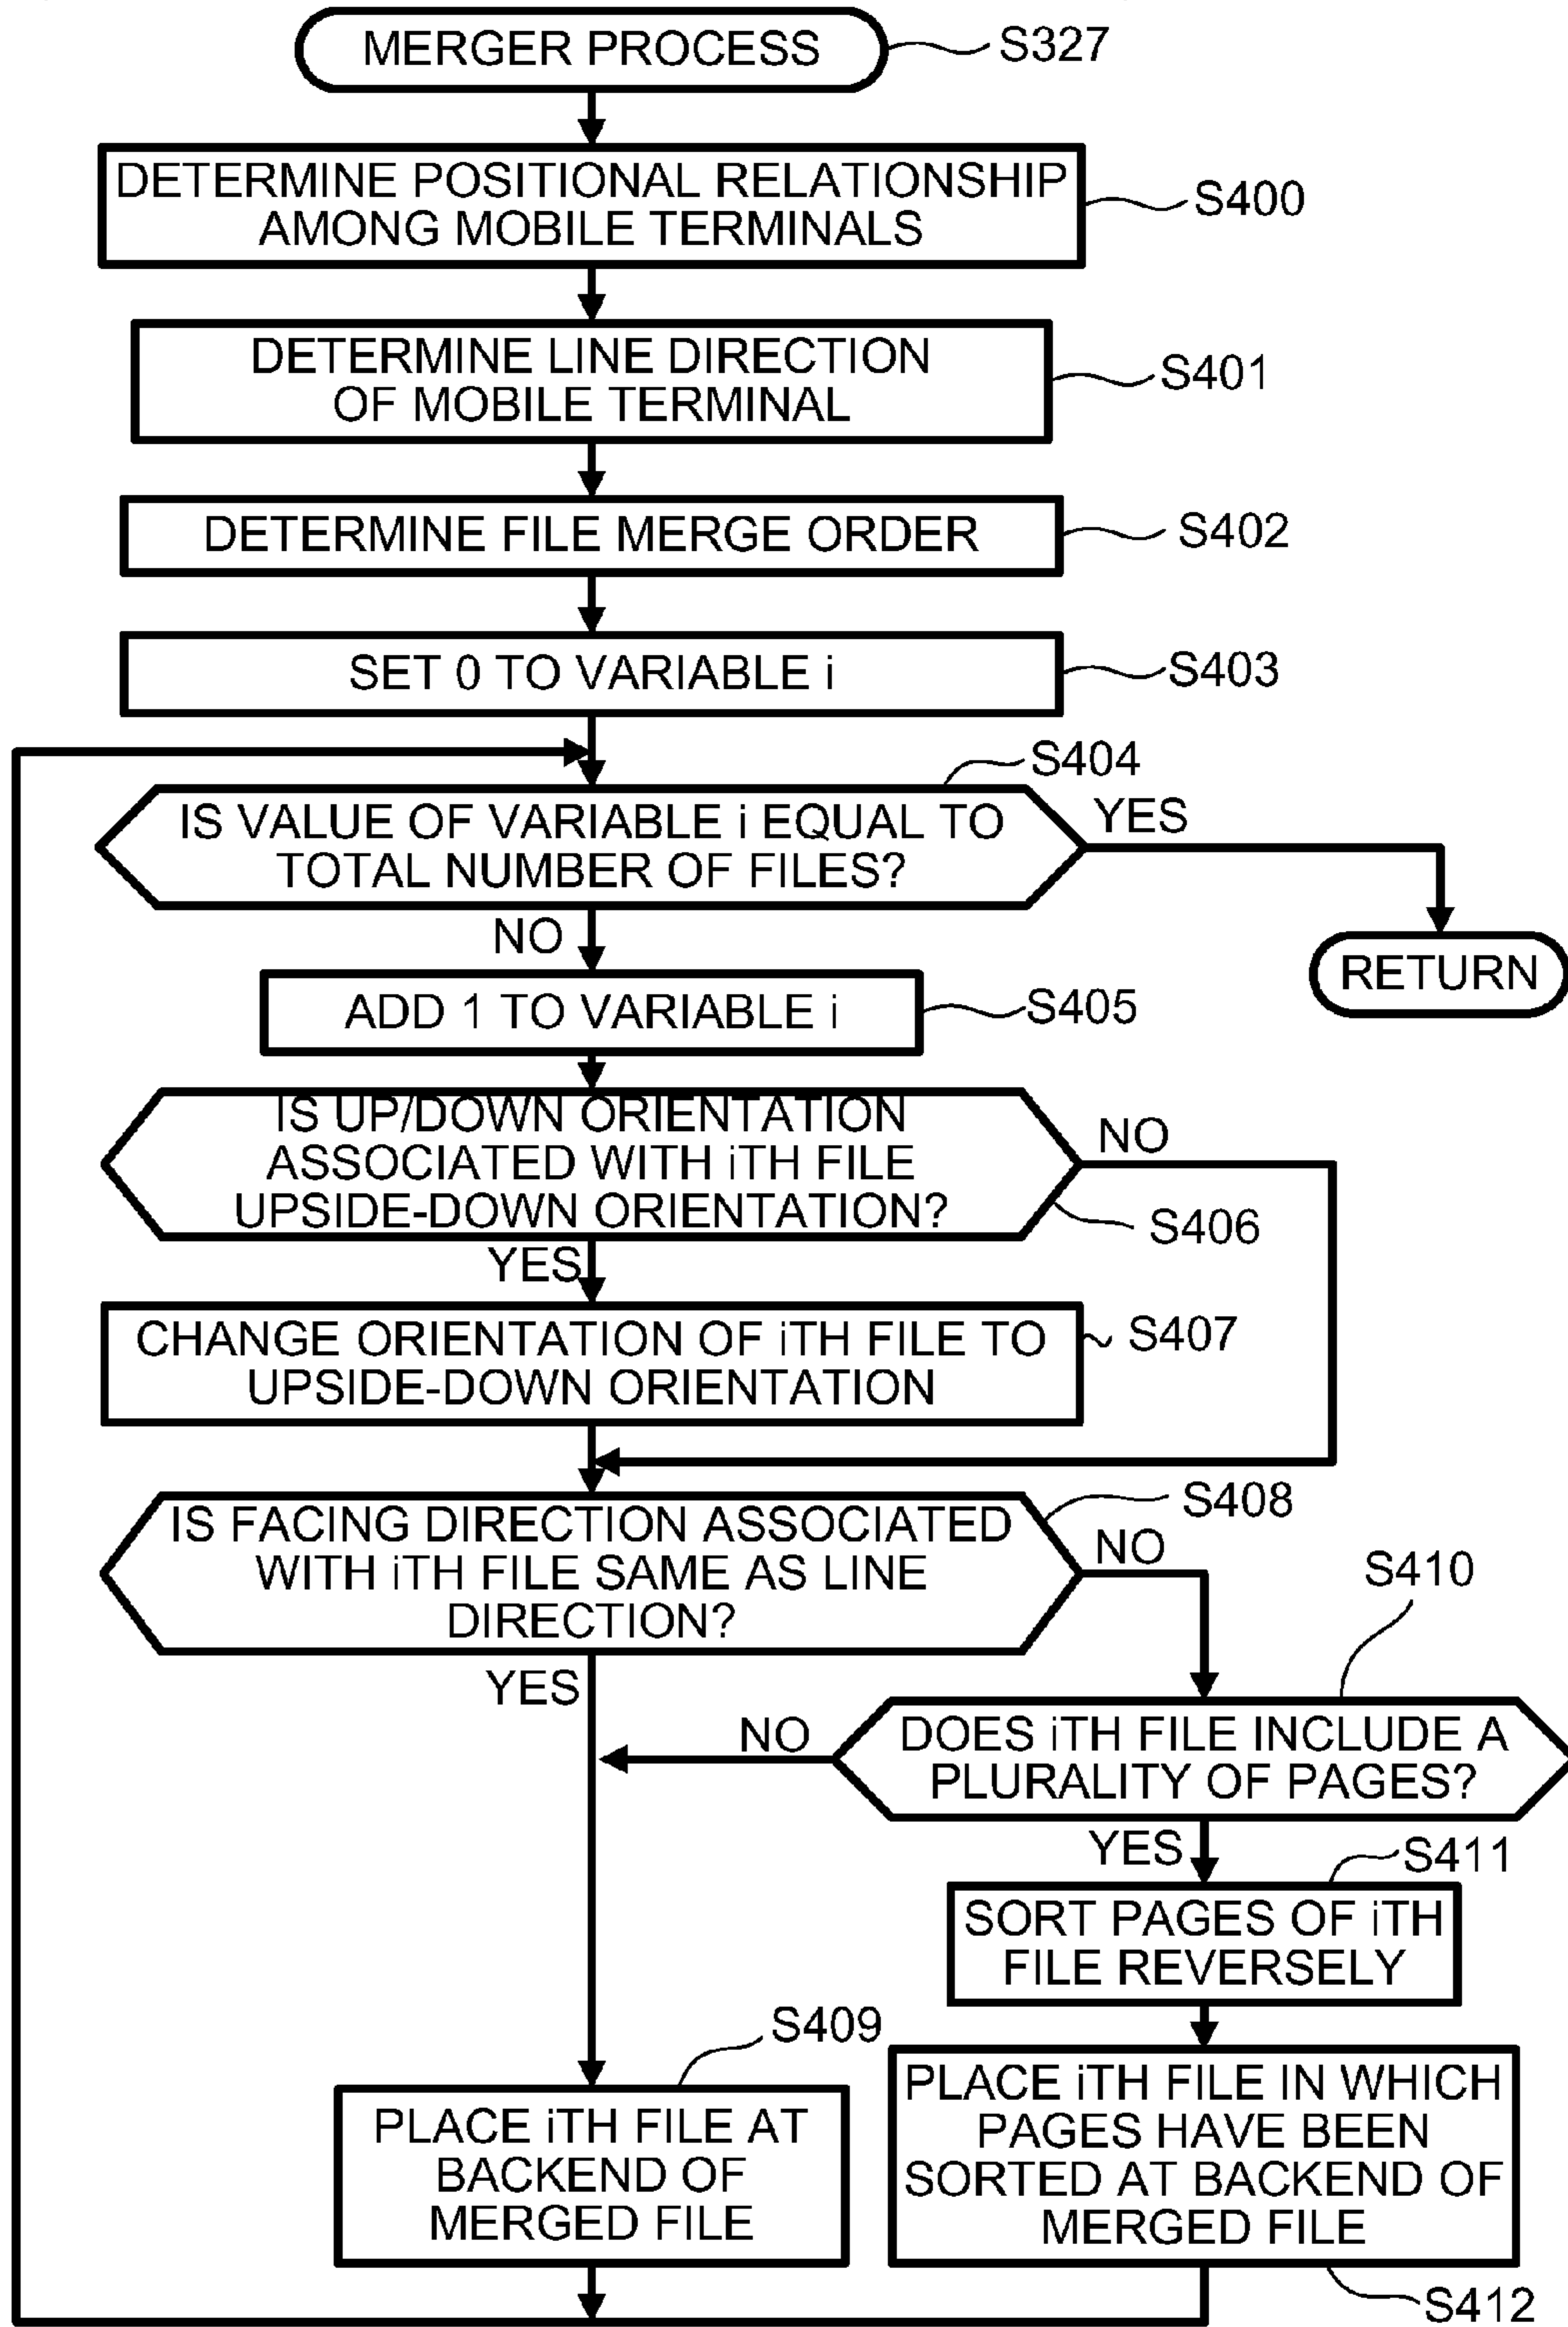 MERGER PROCESS
S327
DETERMINE POSITIONAL RELATIONSHIP
AMONG MOBILE TERMINALS
S400
DETERMINE LINE DIRECTION
OF MOBILE TERMINAL
S401
DETERMINE FILE MERGE ORDER
S402
SET 0 TO VARIABLE i
S403
S404
IS VALUE OF VARIABLE i EQUAL TO
TOTAL NUMBER OF FILES?
YES
NO
RETURN
ADD 1 TO VARIABLE i
S405
IS UP/DOWN ORIENTATION
ASSOCIATED WITH iTH FILE
UPSIDE-DOWN ORIENTATION?
NO
S406
YES
CHANGE ORIENTATION OF iTH FILE TO
UPSIDE-DOWN ORIENTATION
S407
S408
IS FACING DIRECTION ASSOCIATED
WITH iTH FILE SAME AS LINE
DIRECTION?
NO
YES
S410
DOES iTH FILE INCLUDE A
PLURALITY OF PAGES?
NO
YES
S411
SORT PAGES OF iTH
FILE REVERSELY
S409
PLACE iTH FILE AT
BACKEND OF
MERGED FILE
PLACE iTH FILE IN WHICH
PAGES HAVE BEEN
SORTED AT BACKEND OF
MERGED FILE
S412